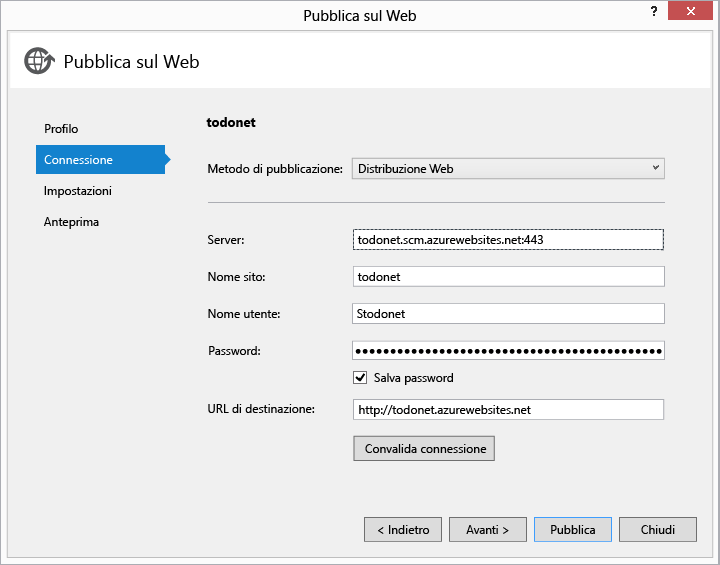 Pubblica sul Web
?
Pubblica sul Web
Profilo
Connessione
Impostazioni
Anteprima
todonet
Metodo di pubblicazione: Distribuzione Web
Server: todonet.scm.azurewebsites.net:443
Nome sito: todonet
Nome utente: Stodonet
Password: ••••••••••••••••••••••••••••••••••••••••••••
Salva password
URL di destinazione: http://todonet.azurewebsites.net
Convalida connessione
< Indietro Avanti > Pubblica Chiudi